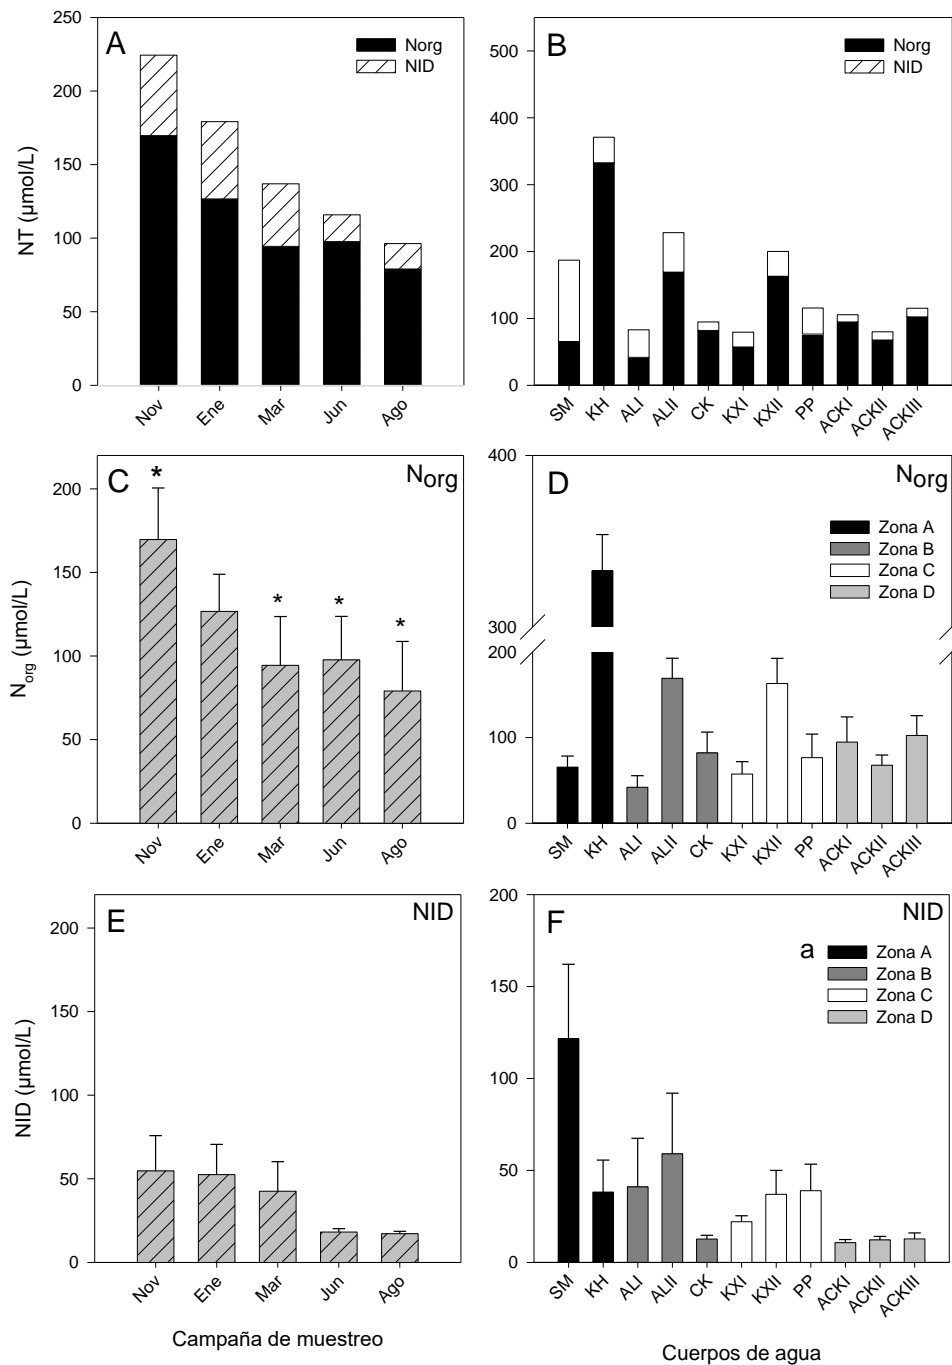 A
Norg
NID
NT (µmol/L)
250
200
150
100
50
0
Nov
Ene
Mar
Jun
Ago
B
Norg
NID
500
400
300
200
100
0
SM
KH
ALI
ALII
CK
KXI
KXII
PP
ACKI
ACKII
ACKIII
C
Norg
Norg (µmol/L)
200
150
100
50
0
*
*
*
*
Nov
Ene
Mar
Jun
Ago
D
Norg
Zona A
Zona B
Zona C
Zona D
400
300
200
100
0
SM
KH
ALI
ALII
CK
KXI
KXII
PP
ACKI
ACKII
ACKIII
E
NID
NID (µmol/L)
200
150
100
50
0
Nov
Ene
Mar
Jun
Ago
Campaña de muestreo
F
NID
a
Zona A
Zona B
Zona C
Zona D
200
150
100
50
0
SM
KH
ALI
ALII
CK
KXI
KXII
PP
ACKI
ACKII
ACKIII
Cuerpos de agua